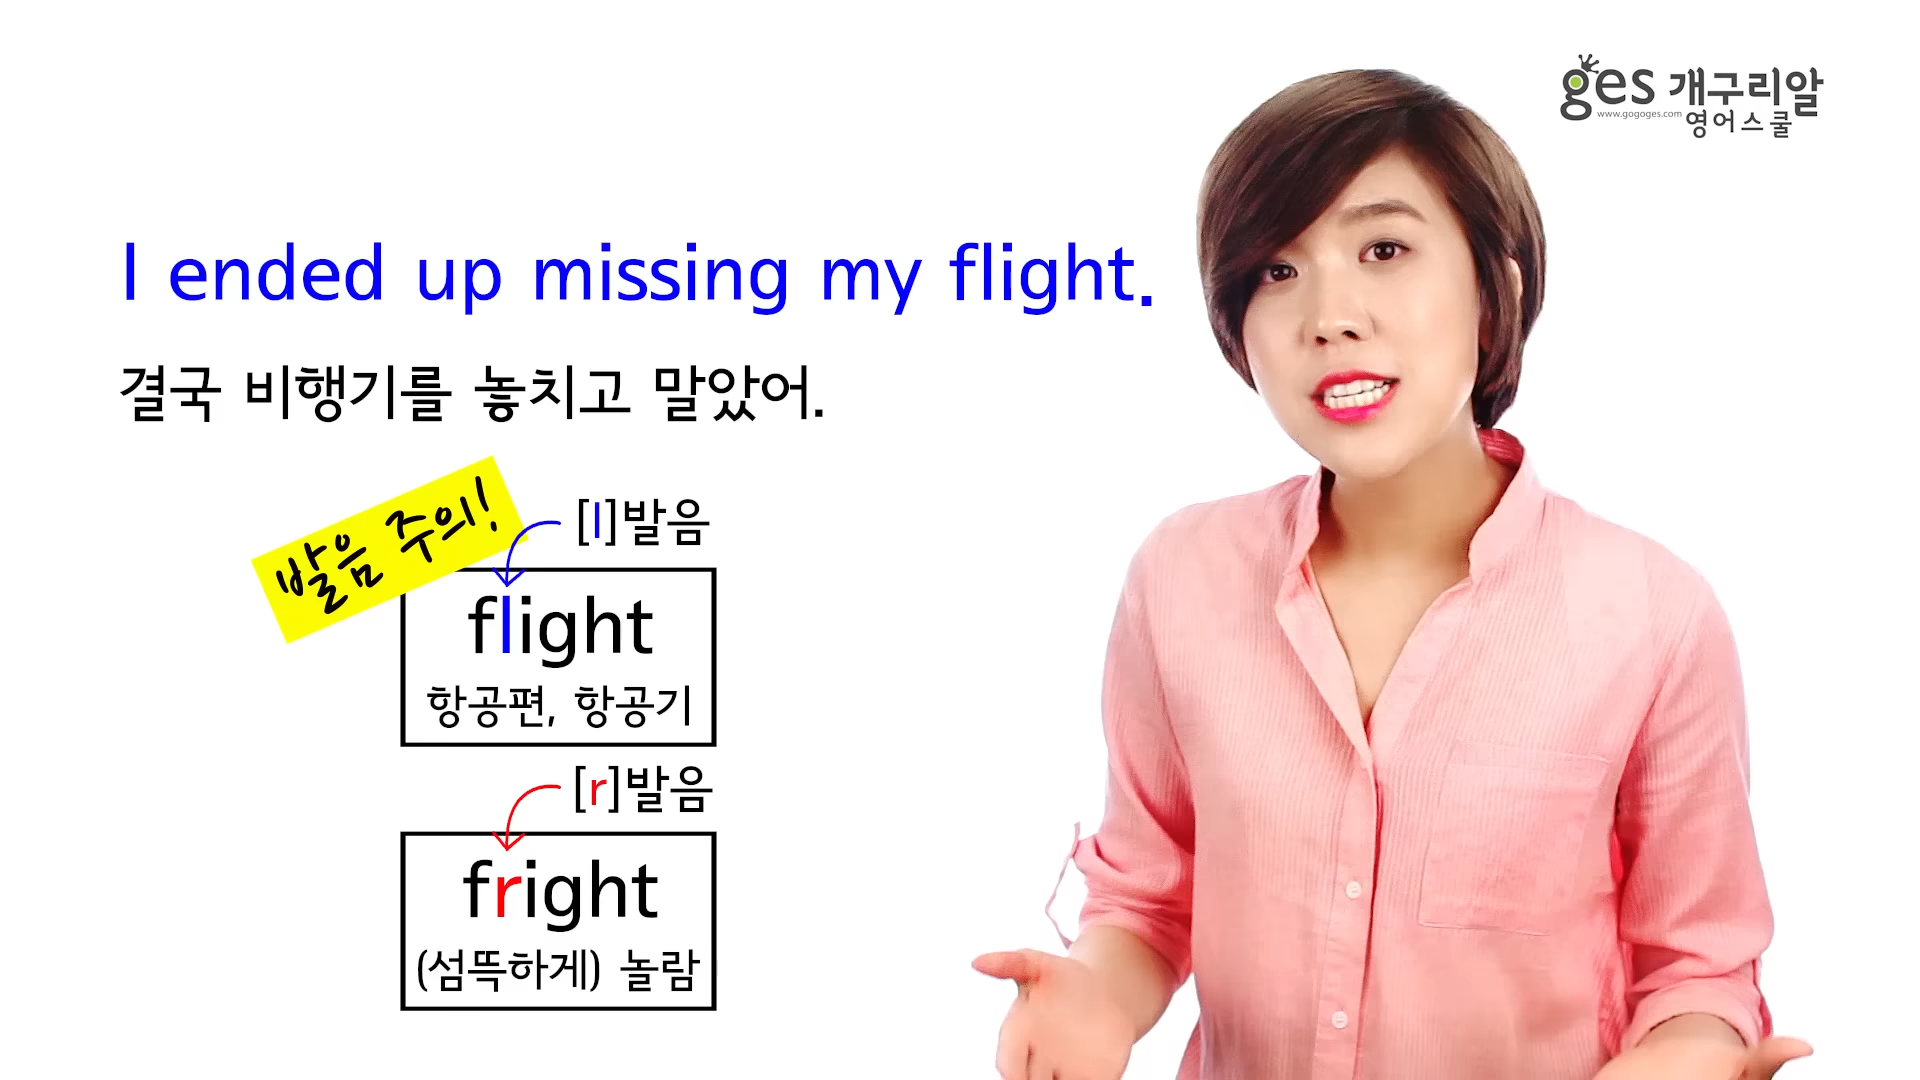 ges 개구리알
www.gogoges.com 영어스쿨
I ended up missing my flight.
결국 비행기를 놓치고 말았어.
발음 주의!
[l]발음
flight
항공편, 항공기
[r]발음
fright
(섬뜩하게) 놀람